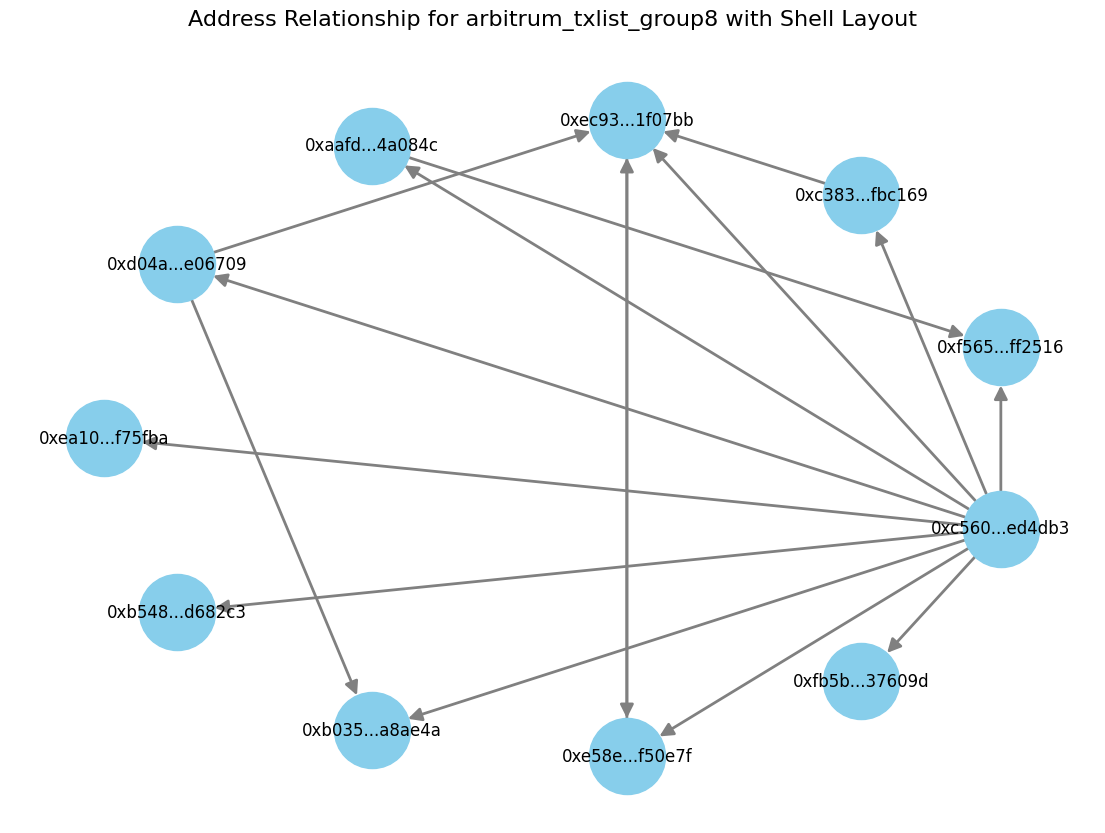 Address Relationship for arbitrum_txlist_group8 with Shell Layout
0xec93...1f07bb
0xaafd...4a084c
0xc383...fbc169
0xd04a...e06709
0xf565...ff2516
0xea10...f75fba
0xc560...ed4db3
0xb548...d682c3
0xfb5b...37609d
0xb035...a8ae4a
0xe58e...f50e7f